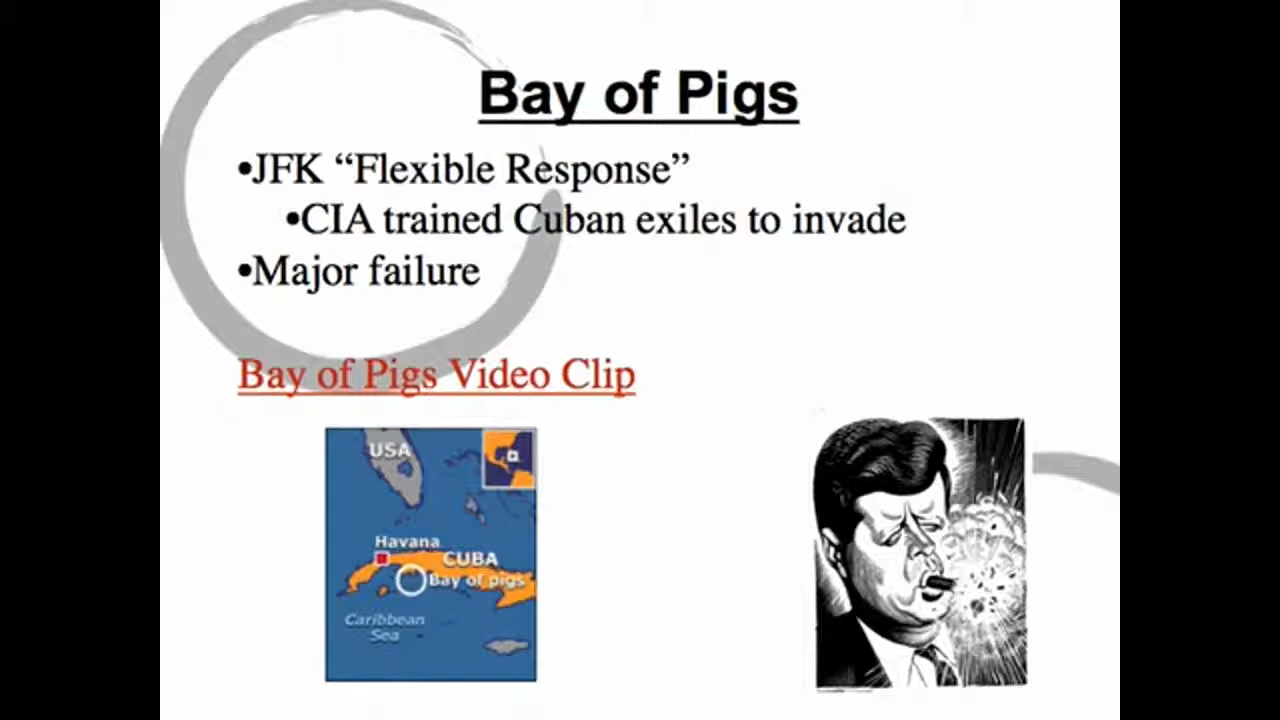 Bay of Pigs
•JFK “Flexible Response”
•CIA trained Cuban exiles to invade
•Major failure
Bay of Pigs Video Clip
USA
Havana
CUBA
Bay of pigs
Caribbean
Sea